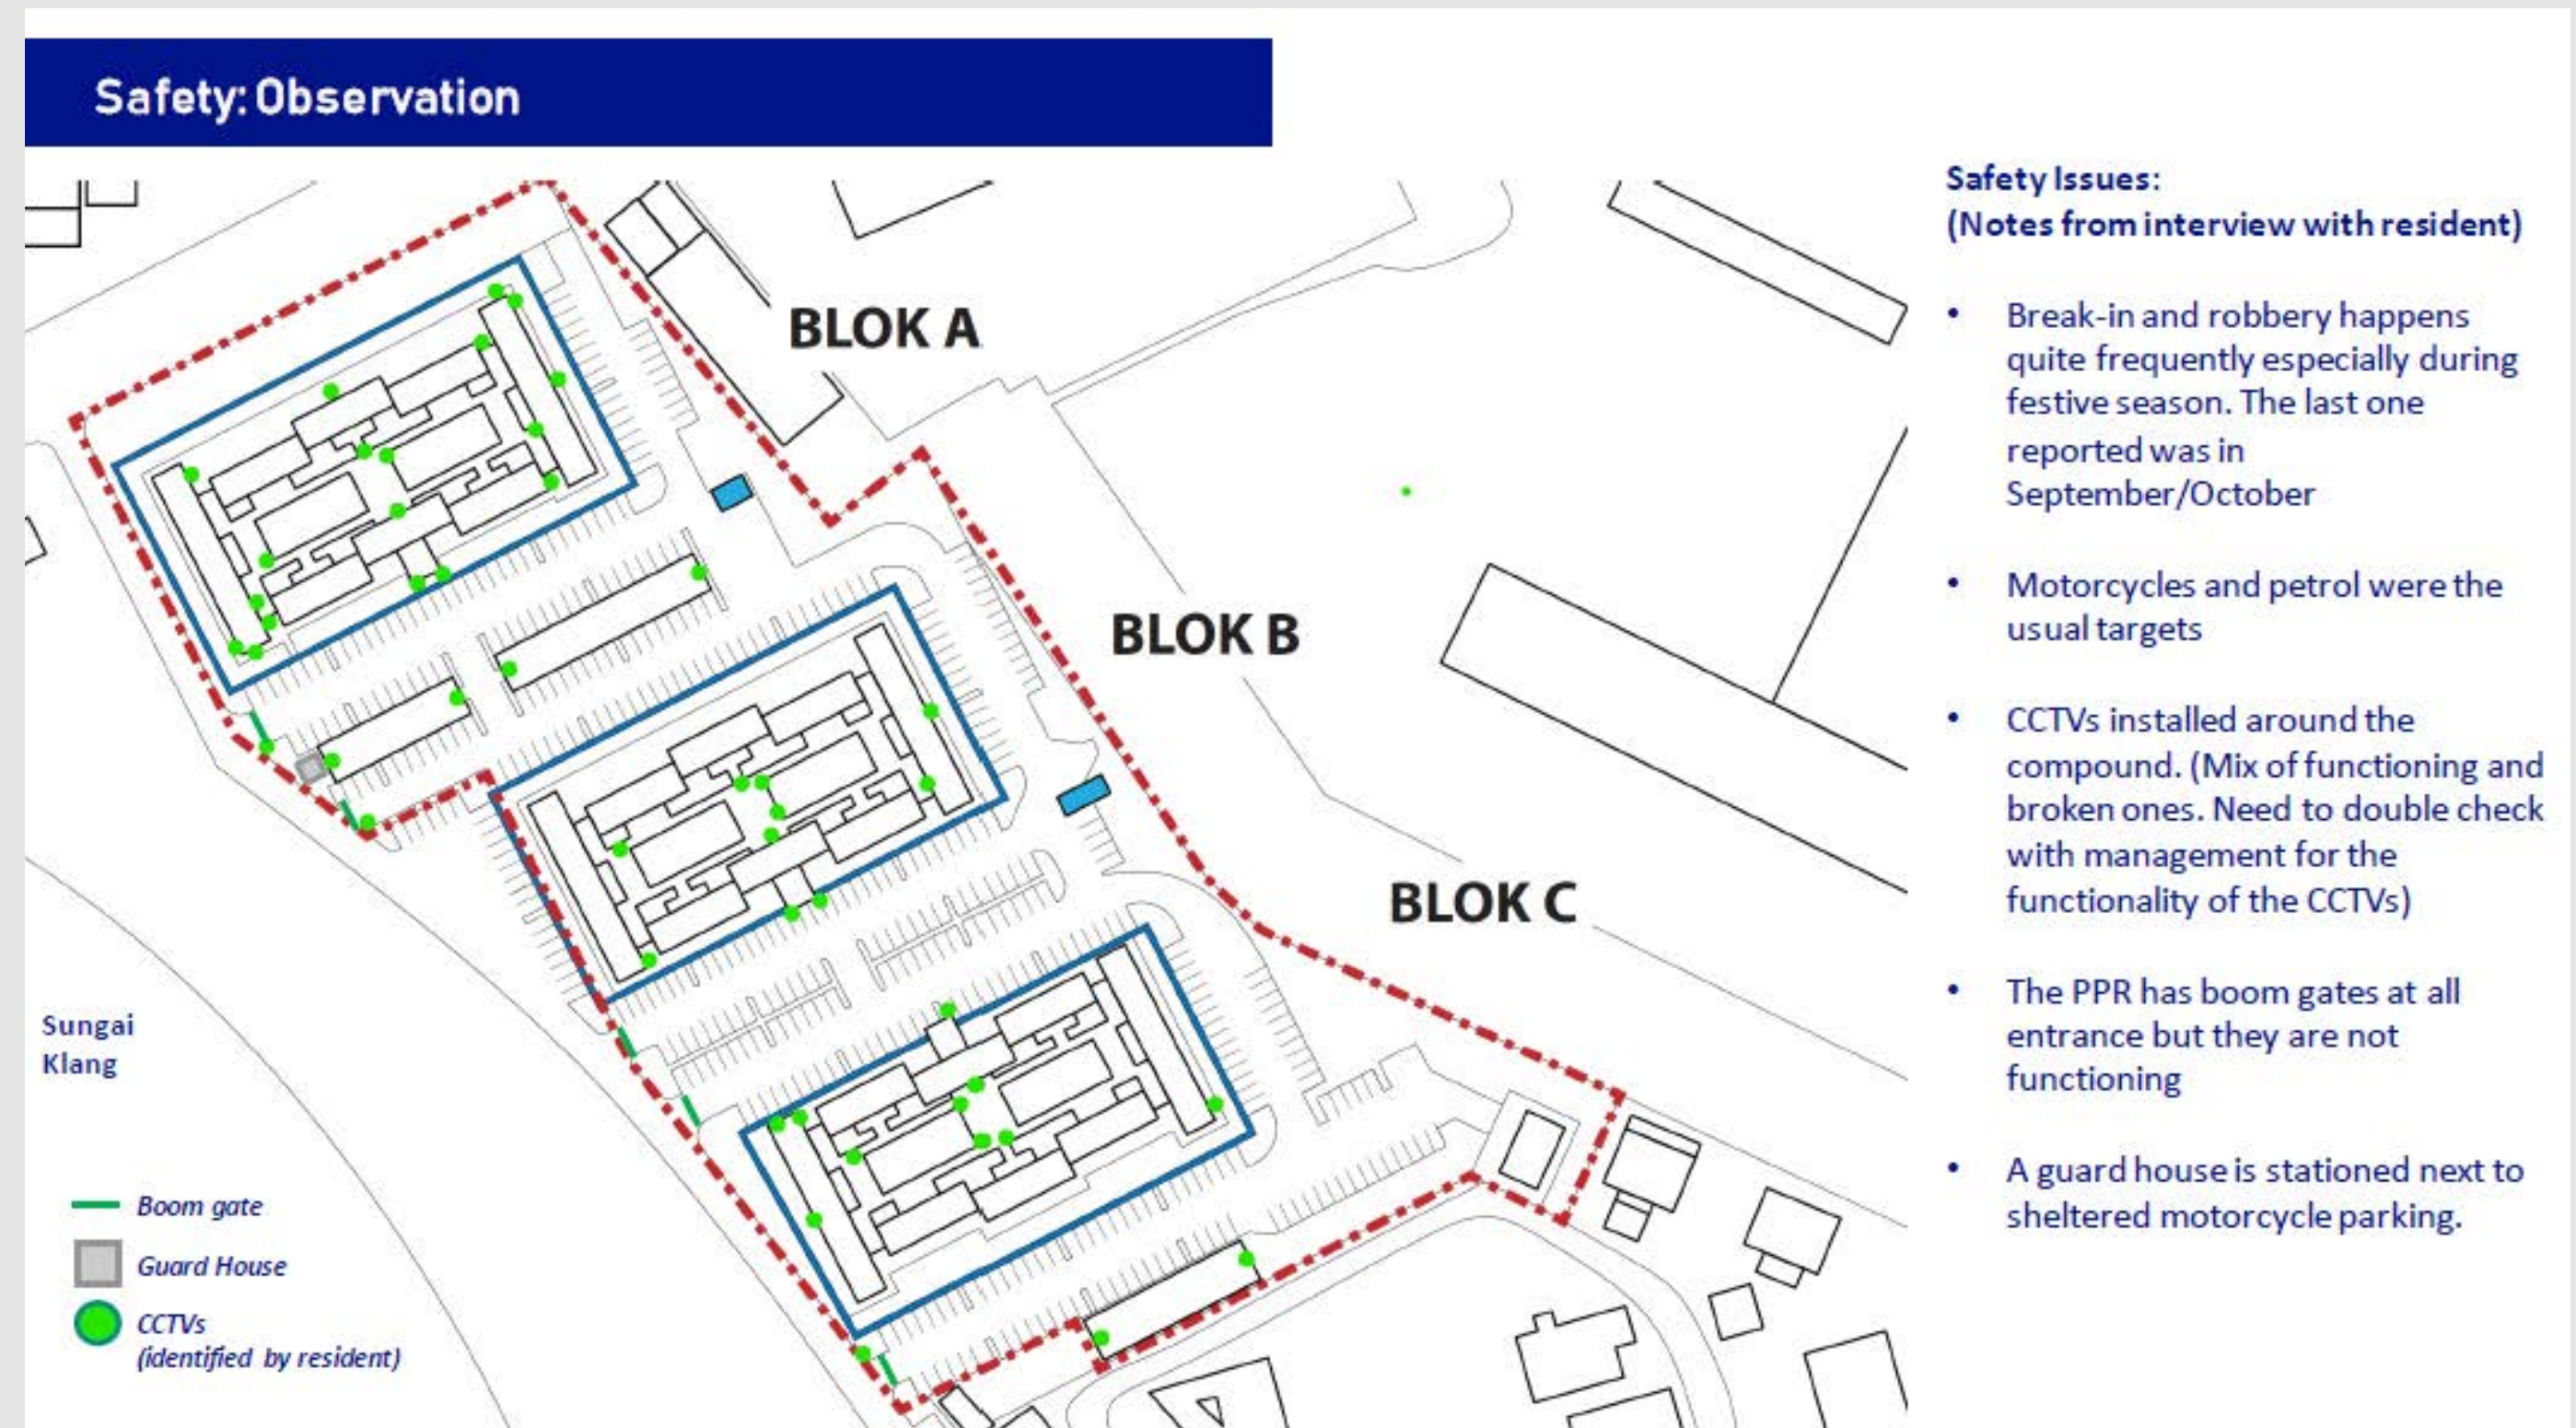 Safety: Observation
BLOK A
BLOK B
BLOK C
Sungai
Klang
Boom gate
Guard House
CCTVs
(identified by resident)
Safety Issues:
(Notes from interview with resident)
• Break-in and robbery happens
quite frequently especially during
festive season. The last one
reported was in
September/October
• Motorcycles and petrol were the
usual targets
• CCTVs installed around the
compound. (Mix of functioning and
broken ones. Need to double check
with management for the
functionality of the CCTVs)
• The PPR has boom gates at all
entrance but they are not
functioning
• A guard house is stationed next to
sheltered motorcycle parking.